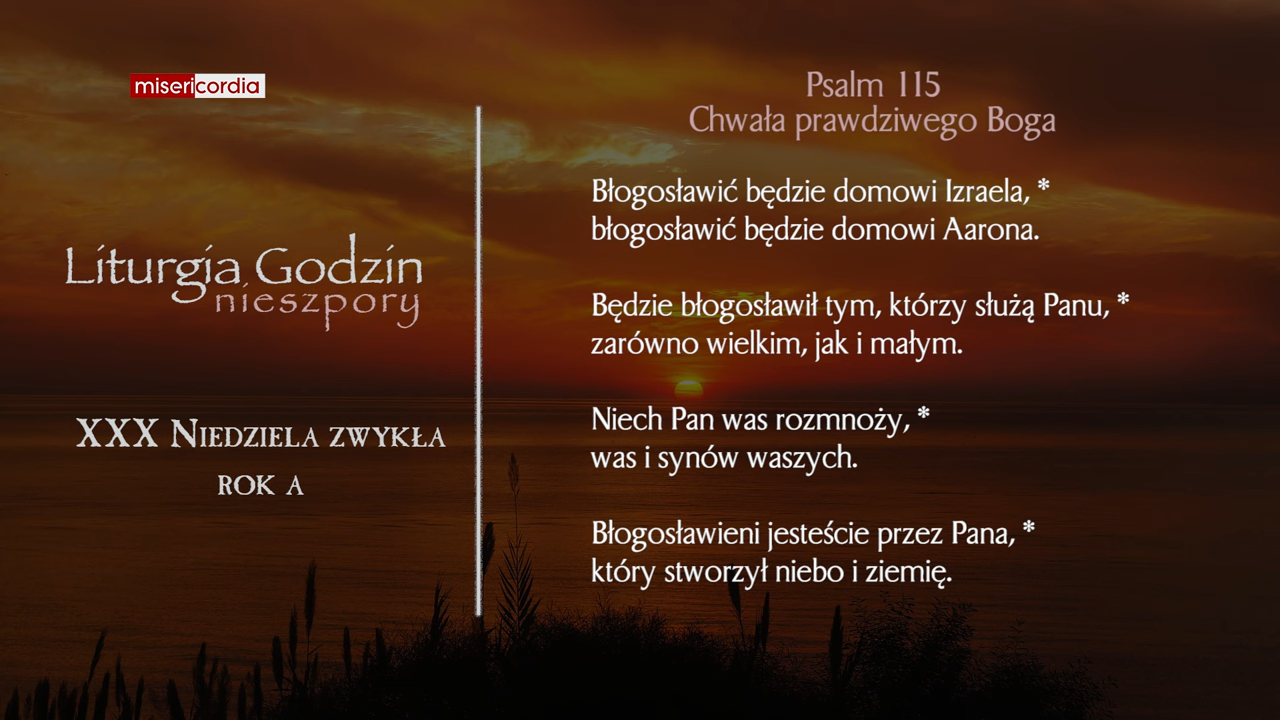 misericordia
Liturgia Godzin
nieszpory
XXX Niedziela zwykła
rok A
Psalm 115
Chwała prawdziwego Boga
Błogosławić będzie domowi Izraela, *
błogosławić będzie domowi Aarona.
Będzie błogosławił tym, którzy służą Panu, *
zarówno wielkim, jak i małym.
Niech Pan was rozmnoży, *
was i synów waszych.
Błogosławieni jesteście przez Pana, *
który stworzył niebo i ziemię.